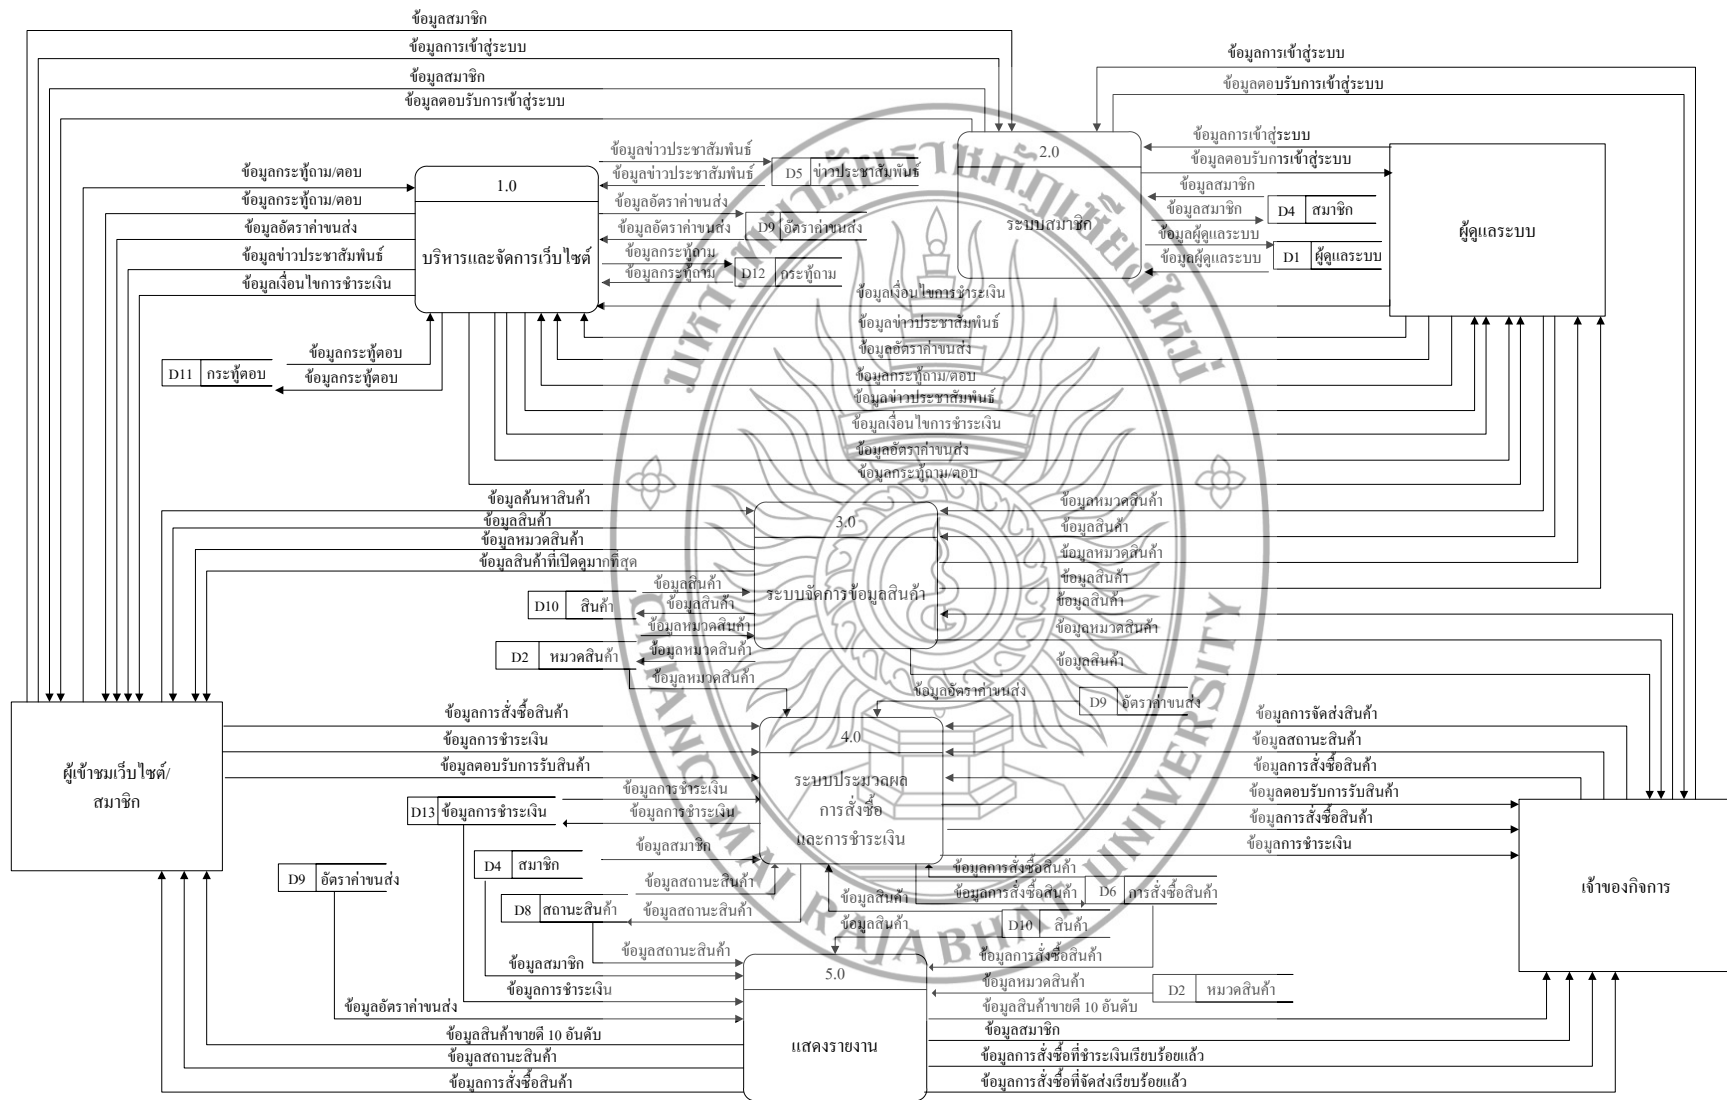 ข้อมูลสมาชิก
ข้อมูลการเข้าสู่ระบบ
ข้อมูลสมาชิก
ข้อมูลตอบรับการเข้าสู่ระบบ
ข้อมูลการเข้าสู่ระบบ
ข้อมูลตอบรับการเข้าสู่ระบบ
ข้อมูลกระทู้ถาม/ตอบ
ข้อมูลกระทู้ถาม/ตอบ
ข้อมูลอัตราค่าขนส่ง
ข้อมูลข่าวประชาสัมพันธ์
ข้อมูลเงื่อนไขการชำระเงิน
1.0
บริหารและจัดการเว็บไซต์
ข้อมูลข่าวประชาสัมพันธ์
ข้อมูลข่าวประชาสัมพันธ์
D5 ข่าวประชาสัมพันธ์
ข้อมูลอัตราค่าขนส่ง
ข้อมูลอัตราค่าขนส่ง
D9 อัตราค่าขนส่ง
ข้อมูลกระทู้ถาม
ข้อมูลกระทู้ถาม
D12 กระทู้ถาม
2.0
ระบบสมาชิก
ข้อมูลการเข้าสู่ระบบ
ข้อมูลตอบรับการเข้าสู่ระบบ
ข้อมูลสมาชิก
ข้อมูลสมาชิก
D4 สมาชิก
ข้อมูลผู้ดูแลระบบ
ข้อมูลผู้ดูแลระบบ
D1 ผู้ดูแลระบบ
ผู้ดูแลระบบ
D11 กระทู้ตอบ
ข้อมูลกระทู้ตอบ
ข้อมูลกระทู้ตอบ
ข้อมูลเงื่อนไขการชำระเงิน
ข้อมูลข่าวประชาสัมพันธ์
ข้อมูลอัตราค่าขนส่ง
ข้อมูลกระทู้ถาม/ตอบ
ข้อมูลข่าวประชาสัมพันธ์
ข้อมูลเงื่อนไขการชำระเงิน
ข้อมูลอัตราค่าขนส่ง
ข้อมูลกระทู้ถาม/ตอบ
มหาวิทยาลัยราชภัฏเชียงใหม่
CHIANG MAI RAJABHAT UNIVERSITY
ข้อมูลค้นหาสินค้า
ข้อมูลสินค้า
ข้อมูลหมวดสินค้า
ข้อมูลสินค้าที่เปิดดูมากที่สุด
3.0
ระบบจัดการข้อมูลสินค้า
ข้อมูลหมวดสินค้า
ข้อมูลสินค้า
ข้อมูลหมวดสินค้า
ข้อมูลสินค้า
ข้อมูลสินค้า
ข้อมูลหมวดสินค้า
ข้อมูลสินค้า
ข้อมูลสินค้า
ข้อมูลสินค้า
D10 สินค้า
ข้อมูลหมวดสินค้า
ข้อมูลหมวดสินค้า
D2 หมวดสินค้า
ข้อมูลหมวดสินค้า
ข้อมูลอัตราค่าขนส่ง
D9 อัตราค่าขนส่ง
ผู้เข้าชมเว็บไซต์/
สมาชิก
ข้อมูลการสั่งซื้อสินค้า
ข้อมูลการชำระเงิน
ข้อมูลตอบรับการรับสินค้า
4.0
ระบบประมวลผล
การสั่งซื้อ
และการชำระเงิน
ข้อมูลการจัดส่งสินค้า
ข้อมูลสถานะสินค้า
ข้อมูลการสั่งซื้อสินค้า
ข้อมูลตอบรับการรับสินค้า
ข้อมูลการสั่งซื้อสินค้า
ข้อมูลการชำระเงิน
เจ้าของกิจการ
D13 ข้อมูลการชำระเงิน
ข้อมูลการชำระเงิน
ข้อมูลการชำระเงิน
D4 สมาชิก
ข้อมูลสมาชิก
D9 อัตราค่าขนส่ง
D8 สถานะสินค้า
ข้อมูลสถานะสินค้า
ข้อมูลสถานะสินค้า
ข้อมูลการสั่งซื้อสินค้า
ข้อมูลการสั่งซื้อสินค้า
D6 การสั่งซื้อสินค้า
ข้อมูลสินค้า
ข้อมูลสินค้า
D10 สินค้า
ข้อมูลสถานะสินค้า
ข้อมูลสมาชิก
ข้อมูลการชำระเงิน
ข้อมูลอัตราค่าขนส่ง
ข้อมูลสินค้าขายดี 10 อันดับ
ข้อมูลสถานะสินค้า
ข้อมูลการสั่งซื้อสินค้า
5.0
แสดงรายงาน
ข้อมูลการสั่งซื้อสินค้า
ข้อมูลหมวดสินค้า
D2 หมวดสินค้า
ข้อมูลสินค้าขายดี 10 อันดับ
ข้อมูลสมาชิก
ข้อมูลการสั่งซื้อที่ชำระเงินเรียบร้อยแล้ว
ข้อมูลการสั่งซื้อที่จัดส่งเรียบร้อยแล้ว